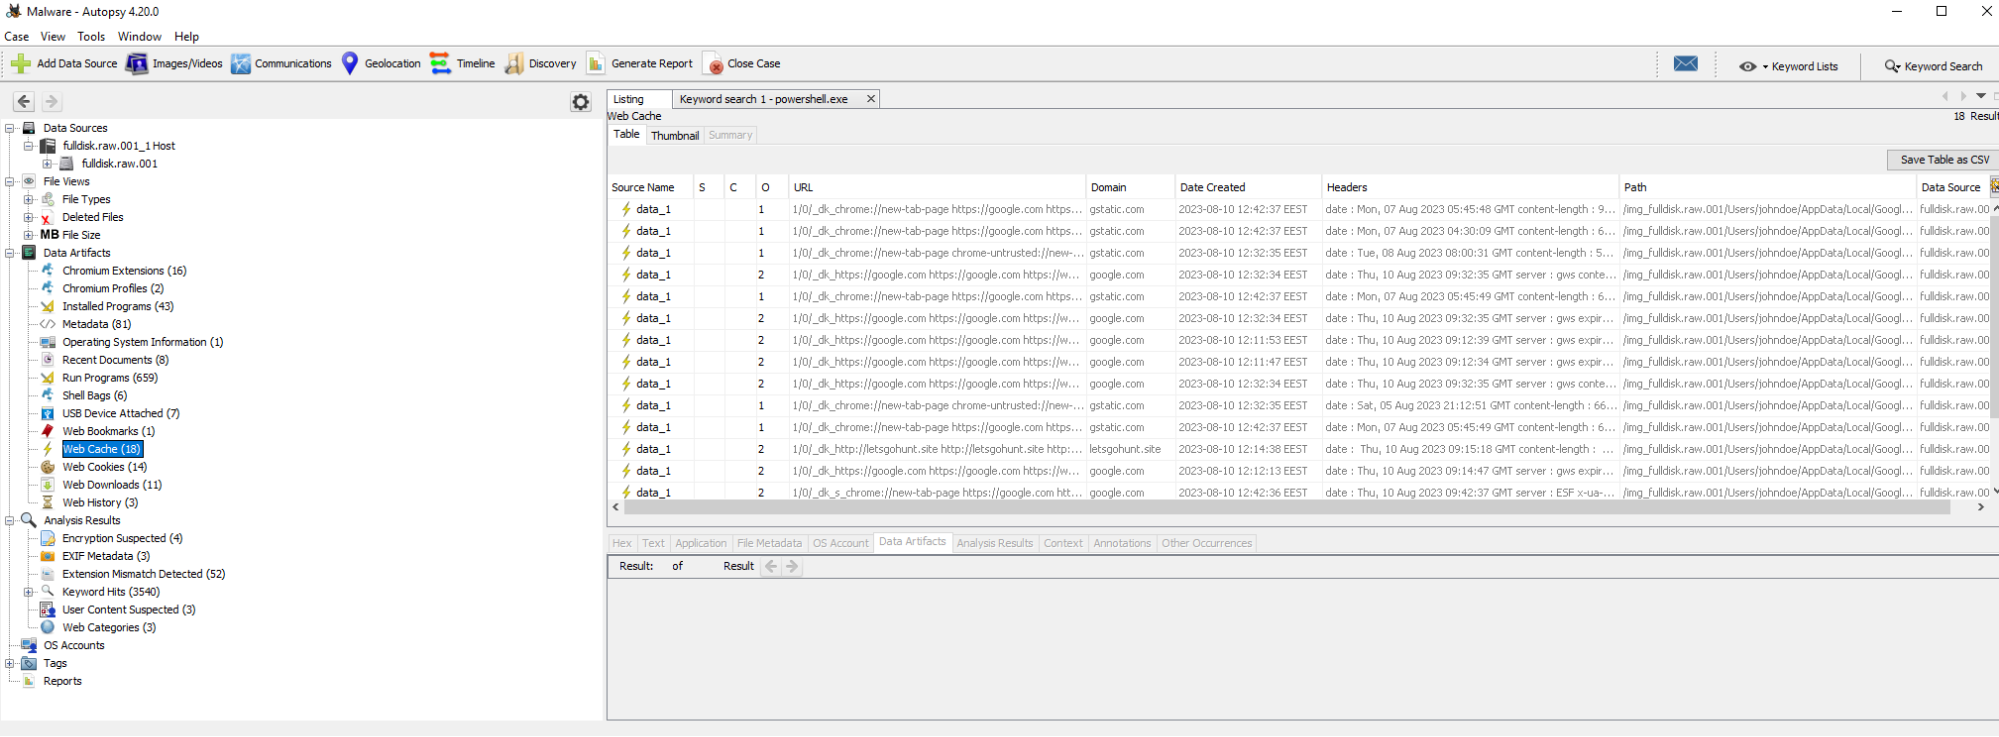 Malware - Autopsy 4.20.0
Case View Tools Window Help
Add Data Source Images/Videos Communications Geolocation Timeline Discovery Generate Report Close Case Keyword Lists Keyword Search
Data Sources
fulldisk.raw.001_1 Host
fulldisk.raw.001
File Views
File Types
Deleted Files
MB File Size
Data Artifacts
Chromium Extensions (16)
Chromium Profiles (2)
Installed Programs (43)
Metadata (81)
Operating System Information (1)
Recent Documents (8)
Run Programs (659)
Shell Bags (6)
USB Device Attached (7)
Web Bookmarks (1)
Web Cache (18)
Web Cookies (14)
Web Downloads (11)
Web History (3)
Analysis Results
Encryption Suspected (4)
EXIF Metadata (3)
Extension Mismatch Detected (52)
Keyword Hits (3540)
User Content Suspected (3)
Web Categories (3)
OS Accounts
Tags
Reports
Listing Keyword search 1 - powershell.exe
Web Cache 18 Result
Table Thumbnail Summary
Save Table as CSV
Source Name S C O URL Domain Date Created Headers Path Data Source
data_1 1 1/0/_dk_chrome://new-tab-page https://google.com https... gstatic.com 2023-08-10 12:42:37 EEST date : Mon, 07 Aug 2023 05:45:48 GMT content-length : 9... /img_fulldisk.raw.001/Users/johndoe/AppData/Local/Googl... fulldisk.raw.00
data_1 1 1/0/_dk_chrome://new-tab-page https://google.com https... gstatic.com 2023-08-10 12:42:37 EEST date : Mon, 07 Aug 2023 04:30:09 GMT content-length : 6... /img_fulldisk.raw.001/Users/johndoe/AppData/Local/Googl... fulldisk.raw.00
data_1 1 1/0/_dk_chrome://new-tab-page chrome-untrusted://new-... gstatic.com 2023-08-10 12:32:35 EEST date : Tue, 08 Aug 2023 08:00:31 GMT content-length : 5... /img_fulldisk.raw.001/Users/johndoe/AppData/Local/Googl... fulldisk.raw.00
data_1 2 1/0/_dk_https://google.com https://google.com https://w... google.com 2023-08-10 12:32:34 EEST date : Thu, 10 Aug 2023 09:32:35 GMT server : gws conte... /img_fulldisk.raw.001/Users/johndoe/AppData/Local/Googl... fulldisk.raw.00
data_1 1 1/0/_dk_chrome://new-tab-page https://google.com https... gstatic.com 2023-08-10 12:42:37 EEST date : Mon, 07 Aug 2023 05:45:49 GMT content-length : 6... /img_fulldisk.raw.001/Users/johndoe/AppData/Local/Googl... fulldisk.raw.00
data_1 2 1/0/_dk_https://google.com https://google.com https://w... google.com 2023-08-10 12:32:34 EEST date : Thu, 10 Aug 2023 09:32:35 GMT server : gws expir... /img_fulldisk.raw.001/Users/johndoe/AppData/Local/Googl... fulldisk.raw.00
data_1 2 1/0/_dk_https://google.com https://google.com https://w... google.com 2023-08-10 12:11:53 EEST date : Thu, 10 Aug 2023 09:12:39 GMT server : gws expir... /img_fulldisk.raw.001/Users/johndoe/AppData/Local/Googl... fulldisk.raw.00
data_1 2 1/0/_dk_https://google.com https://google.com https://w... google.com 2023-08-10 12:11:47 EEST date : Thu, 10 Aug 2023 09:12:34 GMT server : gws expir... /img_fulldisk.raw.001/Users/johndoe/AppData/Local/Googl... fulldisk.raw.00
data_1 2 1/0/_dk_https://google.com https://google.com https://w... google.com 2023-08-10 12:32:34 EEST date : Thu, 10 Aug 2023 09:32:35 GMT server : gws conte... /img_fulldisk.raw.001/Users/johndoe/AppData/Local/Googl... fulldisk.raw.00
data_1 1 1/0/_dk_chrome://new-tab-page chrome-untrusted://new-... gstatic.com 2023-08-10 12:32:35 EEST date : Sat, 05 Aug 2023 21:12:51 GMT content-length : 66... /img_fulldisk.raw.001/Users/johndoe/AppData/Local/Googl... fulldisk.raw.00
data_1 1 1/0/_dk_chrome://new-tab-page https://google.com https... gstatic.com 2023-08-10 12:42:37 EEST date : Mon, 07 Aug 2023 05:45:49 GMT content-length : 6... /img_fulldisk.raw.001/Users/johndoe/AppData/Local/Googl... fulldisk.raw.00
data_1 2 1/0/_dk_http://letsgohunt.site http://letsgohunt.site http:... letsgohunt.site 2023-08-10 12:14:38 EEST date : Thu, 10 Aug 2023 09:15:18 GMT content-length : ... /img_fulldisk.raw.001/Users/johndoe/AppData/Local/Googl... fulldisk.raw.00
data_1 2 1/0/_dk_https://google.com https://google.com https://w... google.com 2023-08-10 12:12:13 EEST date : Thu, 10 Aug 2023 09:14:47 GMT server : gws expir... /img_fulldisk.raw.001/Users/johndoe/AppData/Local/Googl... fulldisk.raw.00
data_1 2 1/0/_dk_s_chrome://new-tab-page https://google.com htt... google.com 2023-08-10 12:42:36 EEST date : Thu, 10 Aug 2023 09:42:37 GMT server : ESF x-ua-... /img_fulldisk.raw.001/Users/johndoe/AppData/Local/Googl... fulldisk.raw.00
Hex Text Application File Metadata OS Account Data Artifacts Analysis Results Context Annotations Other Occurrences
Result: of Result